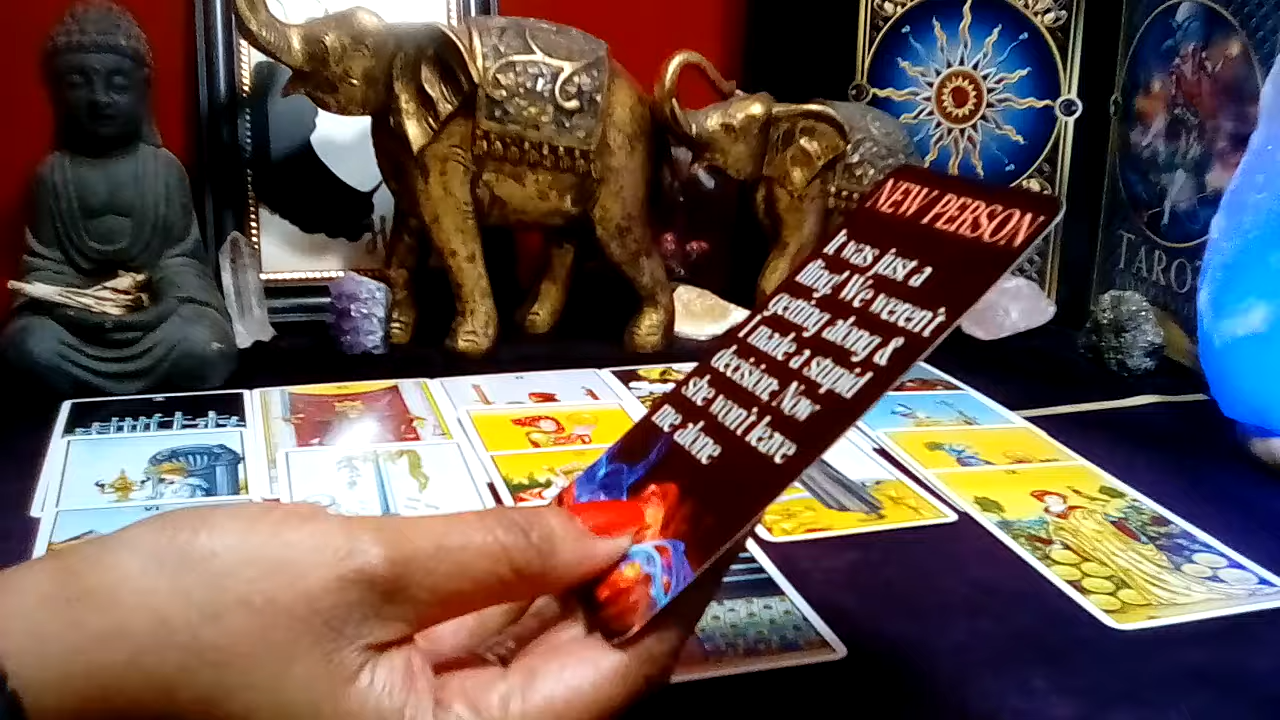 NEW PERSON
It was just a
fling! We weren't
getting along &
I made a stupid
decision. Now
she won't leave
me alone
TAROT